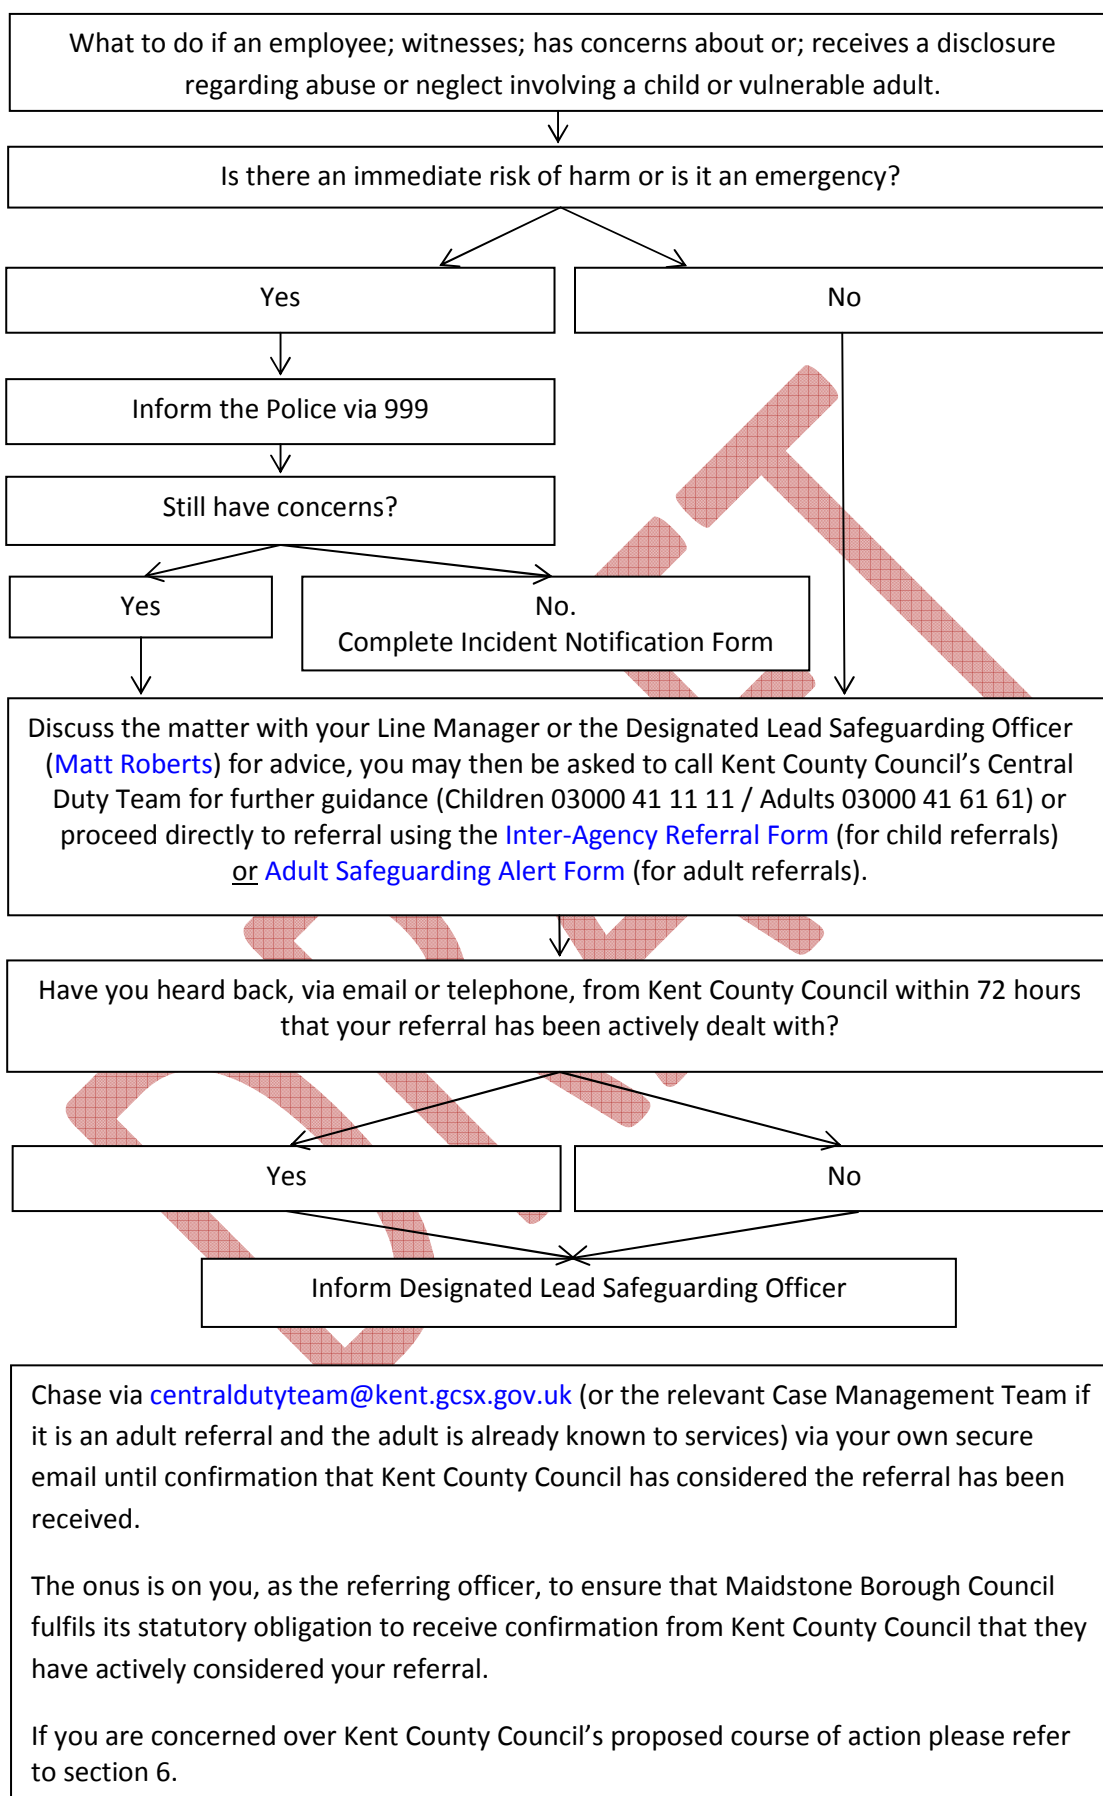 What to do if an employee; witnesses; has concerns about or; receives a disclosure
regarding abuse or neglect involving a child or vulnerable adult.
Is there an immediate risk of harm or is it an emergency?
Yes
No
Inform the Police via 999
Still have concerns?
Yes
No.
Complete Incident Notification Form
Discuss the matter with your Line Manager or the Designated Lead Safeguarding Officer
(Matt Roberts) for advice, you may then be asked to call Kent County Council’s Central
Duty Team for further guidance (Children 03000 41 11 11 / Adults 03000 41 61 61) or
proceed directly to referral using the Inter-Agency Referral Form (for child referrals)
or Adult Safeguarding Alert Form (for adult referrals).
Have you heard back, via email or telephone, from Kent County Council within 72 hours
that your referral has been actively dealt with?
Yes
No
Inform Designated Lead Safeguarding Officer
Chase via centraldutyteam@kent.gcsx.gov.uk (or the relevant Case Management Team if
it is an adult referral and the adult is already known to services) via your own secure
email until confirmation that Kent County Council has considered the referral has been
received.
The onus is on you, as the referring officer, to ensure that Maidstone Borough Council
fulfils its statutory obligation to receive confirmation from Kent County Council that they
have actively considered your referral.
If you are concerned over Kent County Council’s proposed course of action please refer
to section 6.
DRAFT